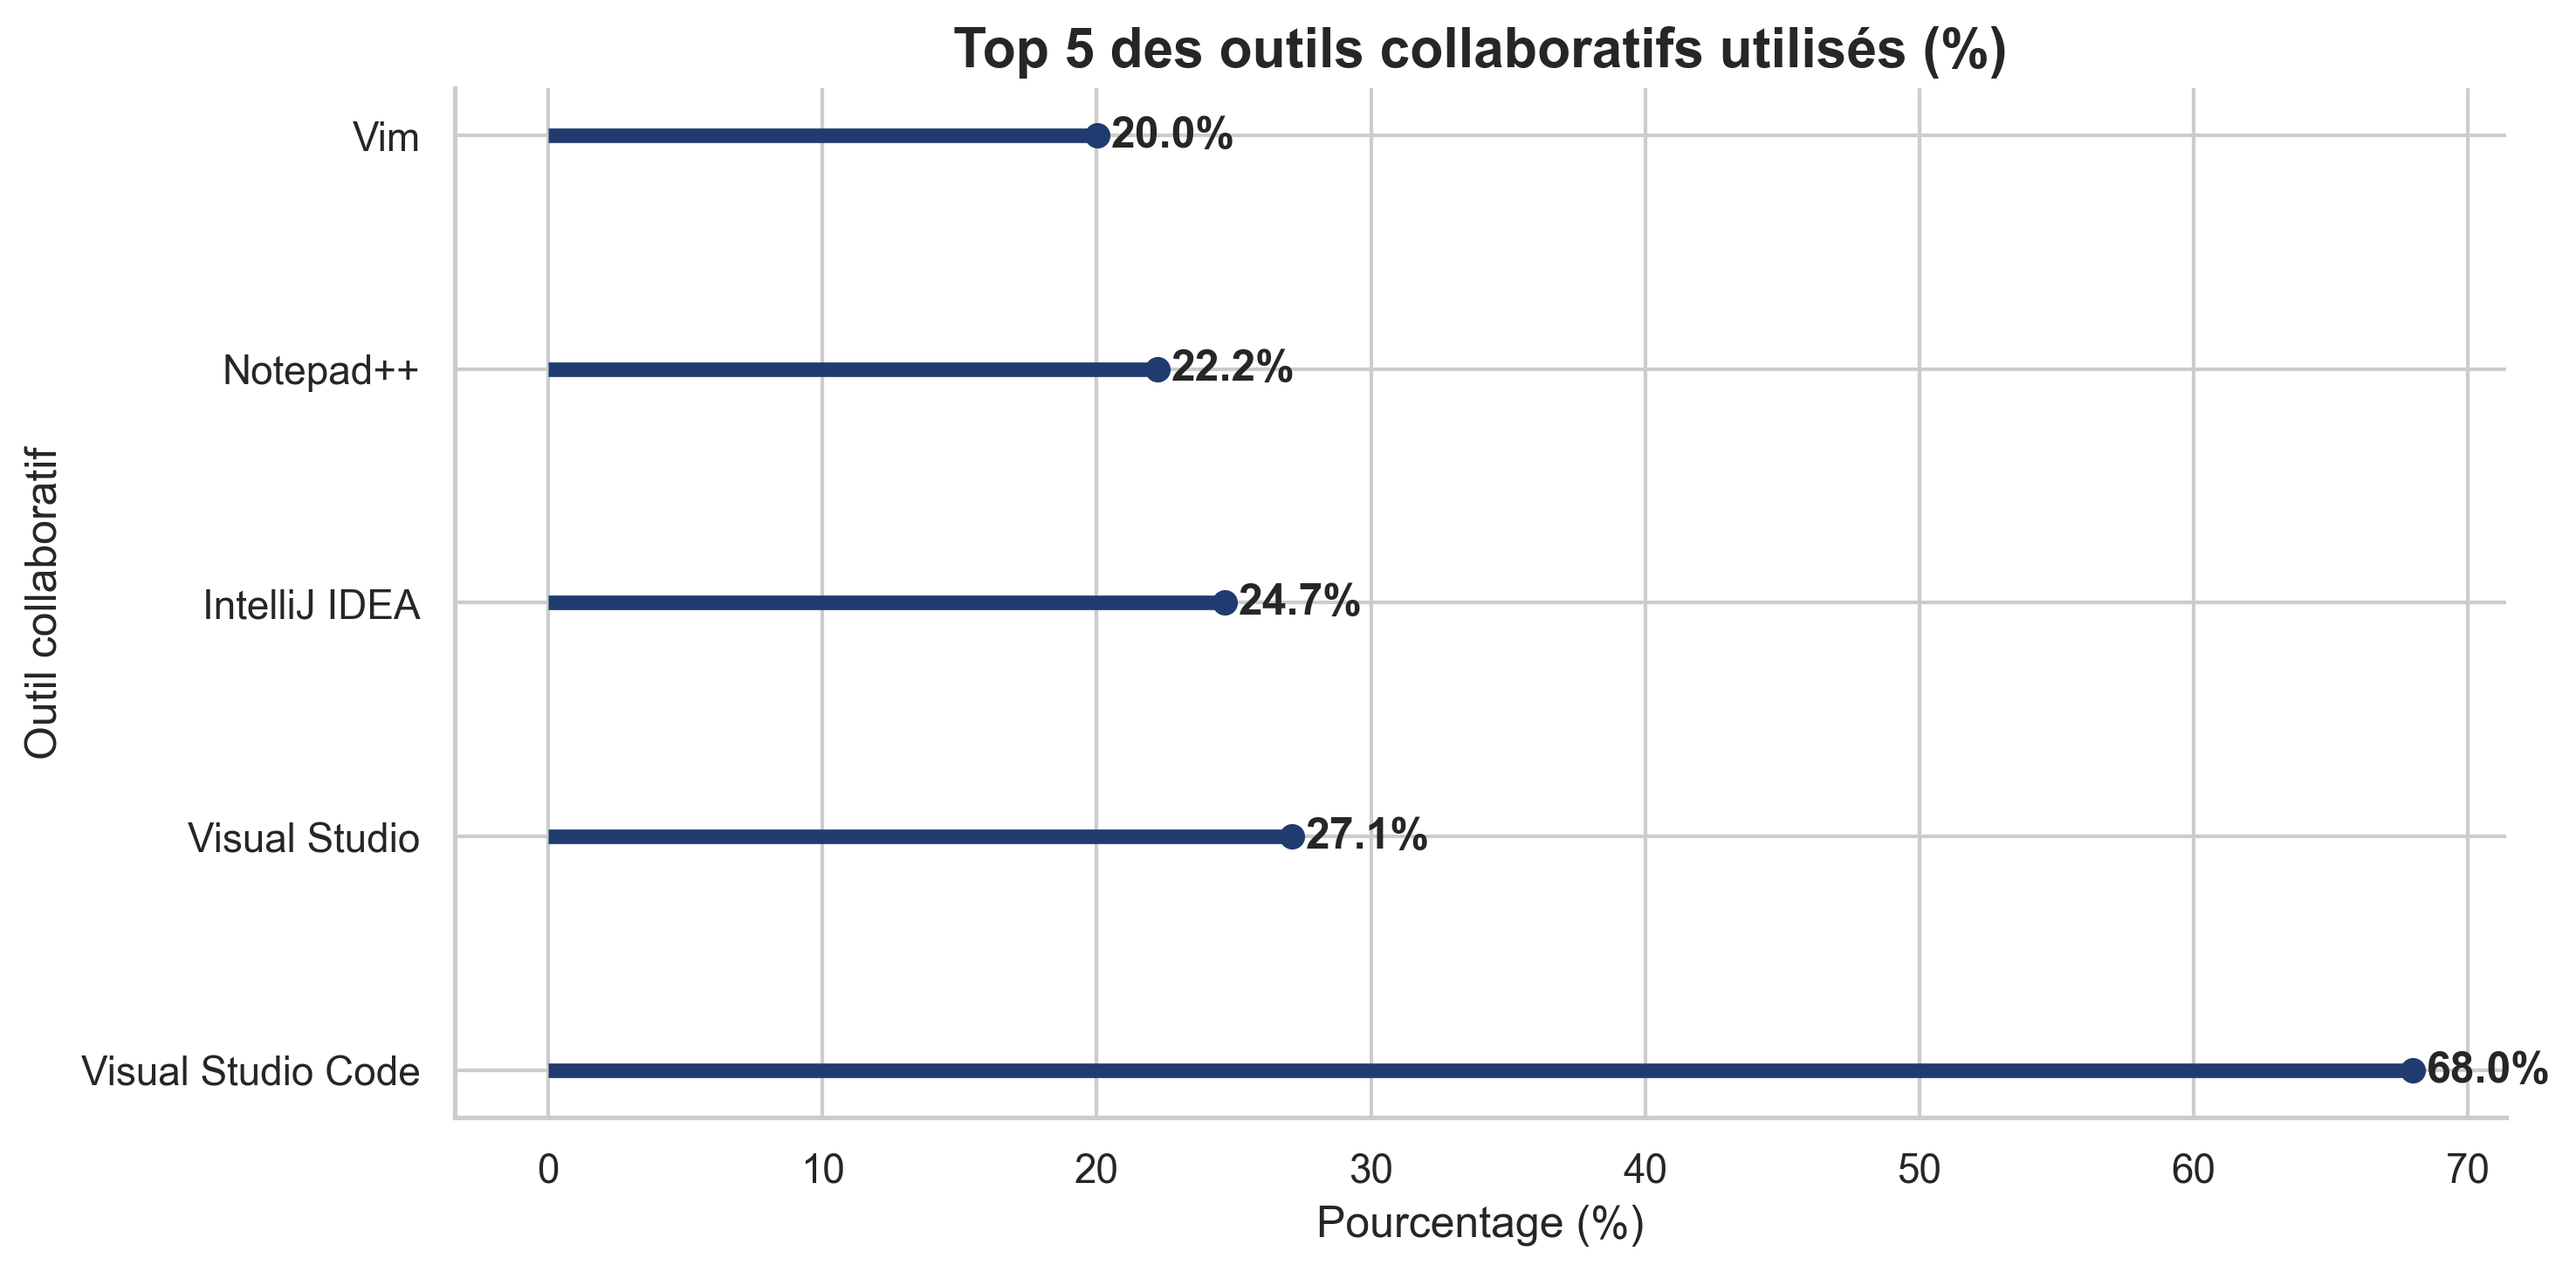 Top 5 des outils collaboratifs utilisés (%)
Vim
20.0%
Notepad++
22.2%
IntelliJ IDEA
24.7%
Visual Studio
27.1%
Visual Studio Code
68.0%
Outil collaboratif
0 10 20 30 40 50 60 70
Pourcentage (%)